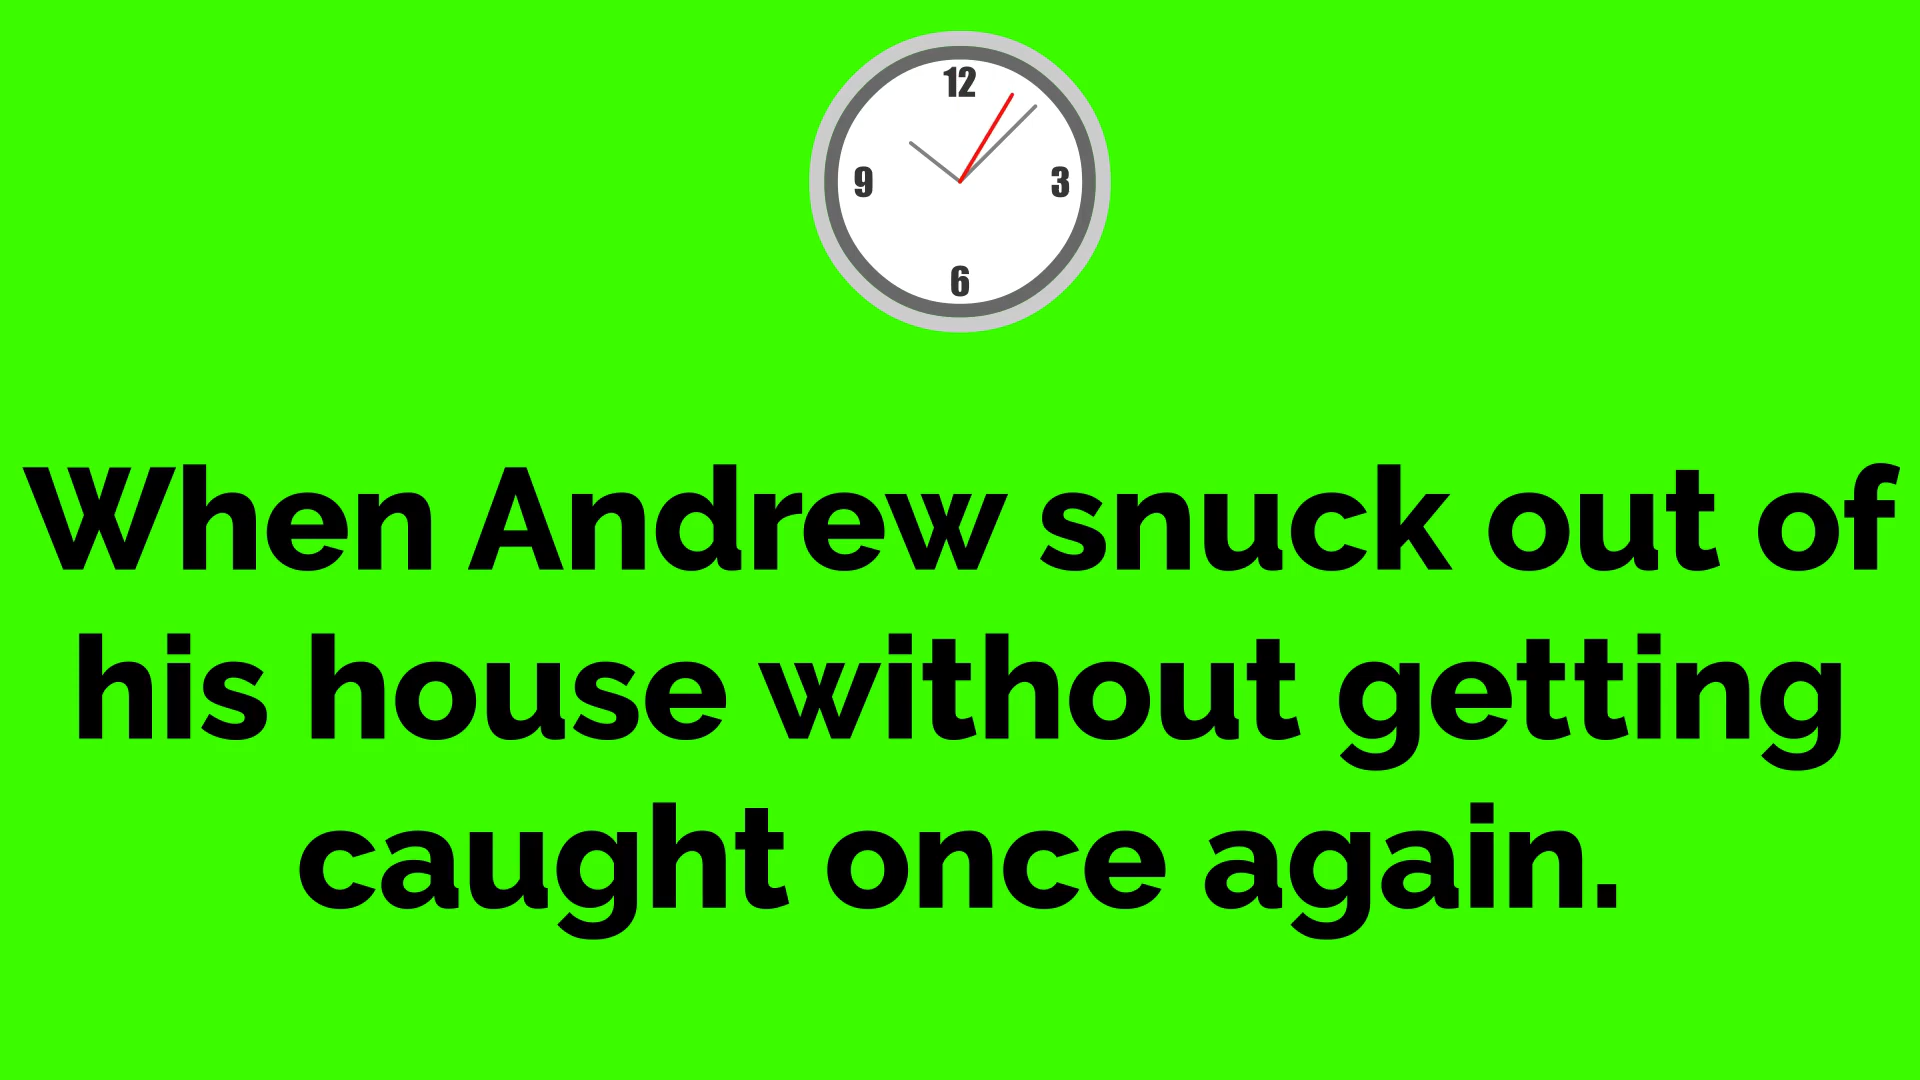 12
9 3
6
When Andrew snuck out of
his house without getting
caught once again.